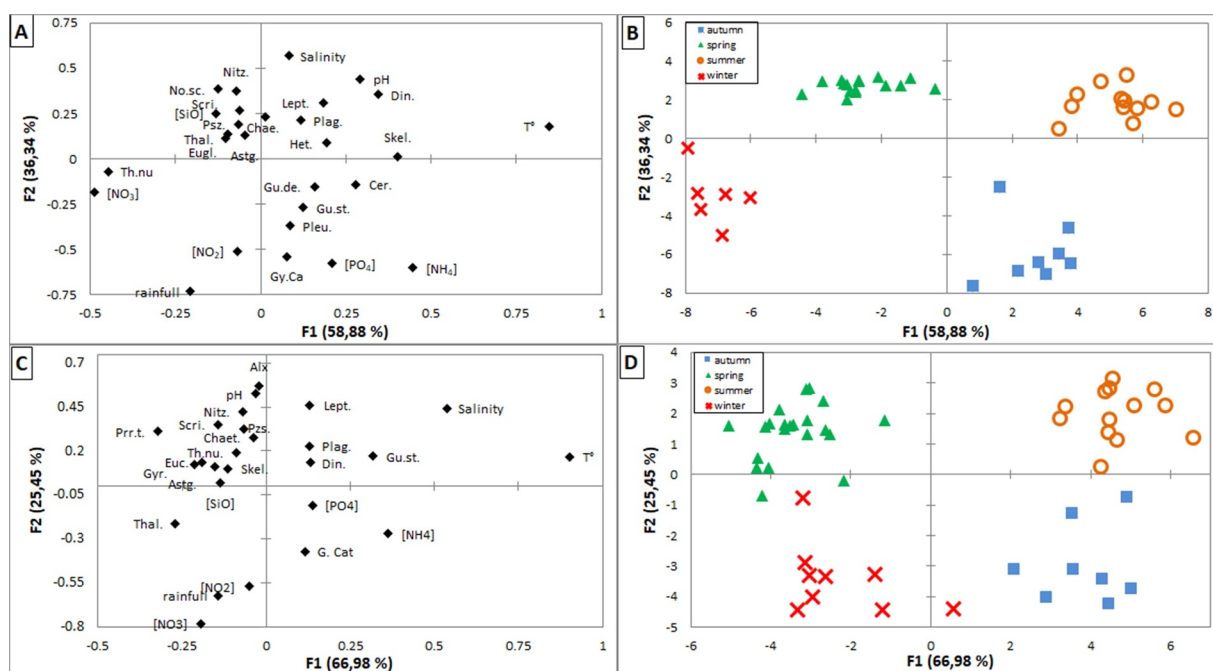 A
Salinity
Nitz.
pH
No.sc.
Din.
Scri.
Lept.
[SiO]
Plag.
T°
Psz.
Chae.
Skel.
Thal.
Het.
Eugl.
Astg.
Th.nu
[NO3]
Gu.de.
Cer.
Gu.st.
Pleu.
[NO2]
Gy.Ca
[PO4]
[NH4]
rainfull
0.75
0.5
0.25
0
-0.25
-0.5
-0.75
-0.5 -0.25 0 0.25 0.5 0.75 1
F2 (36,34 %)
F1 (58,88 %)
B
autumn
spring
summer
winter
6
4
2
0
-2
-4
-6
-8
-8 -6 -4 -2 0 2 4 6 8
F2 (36,34 %)
F1 (58,88 %)
C
Alx
pH
Nitz.
Lept.
Salinity
Scri.
Pzs.
Prr.t.
Chaet.
Plag.
Th.nu.
Gu.st.
T°
Euc.
Skel.
Din.
Gyr.
Astg.
[SiO]
[PO4]
Thal.
[NH4]
G. Cat
[NO2]
rainfull
[NO3]
0.7
0.45
0.2
-0.05
-0.3
-0.55
-0.8
-0.5 -0.25 0 0.25 0.5 0.75 1
F2 (25,45 %)
F1 (66,98 %)
D
autumn
spring
summer
winter
4
3
2
1
0
-1
-2
-3
-4
-5
-6 -4 -2 0 2 4 6
F2 (25,45 %)
F1 (66,98 %)